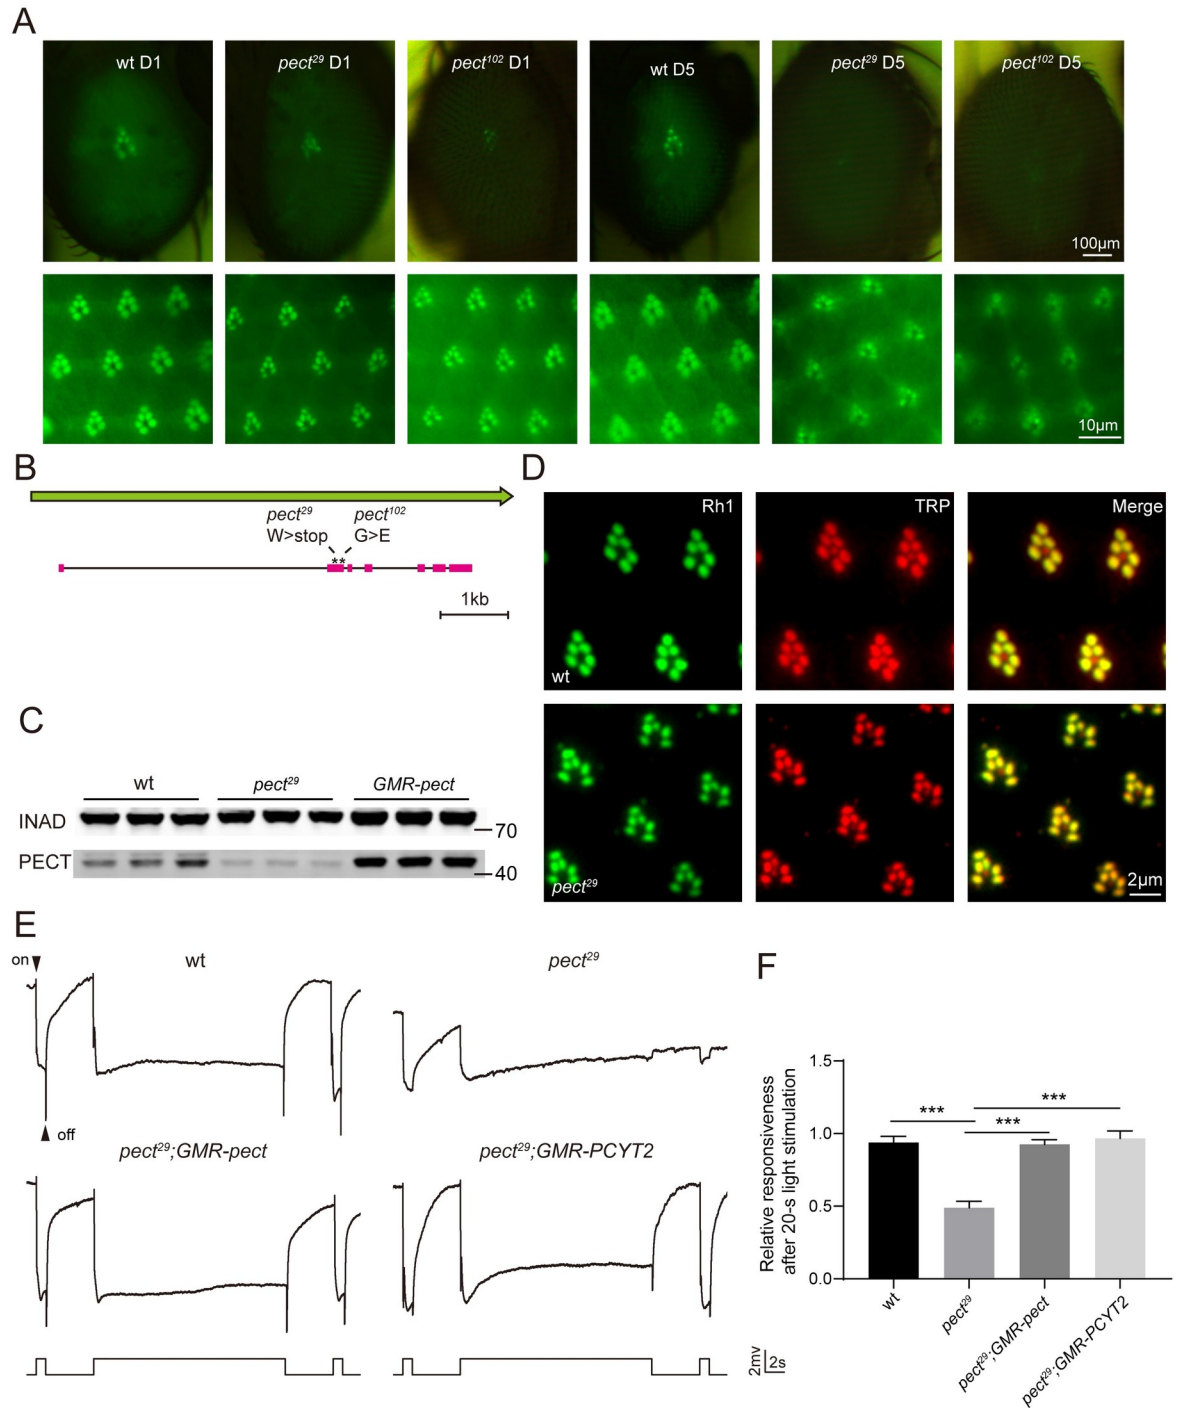 A
wt D1
pect²⁹ D1
pect¹⁰² D1
wt D5
pect²⁹ D5
pect¹⁰² D5
100μm
10μm
B
pect²⁹
W>stop
pect¹⁰²
G>E
**
1kb
C
wt
pect²⁹
GMR-pect
INAD
70
PECT
40
D
Rh1
TRP
Merge
wt
pect²⁹
2μm
E
on
wt
pect²⁹
off
pect²⁹;GMR-pect
pect²⁹;GMR-PCYT2
2mv
2s
F
Relative responsiveness
after 20-s light stimulation
1.5
1.0
0.5
0.0
***
***
***
wt
pect²⁹
pect²⁹;GMR-pect
pect²⁹;GMR-PCYT2